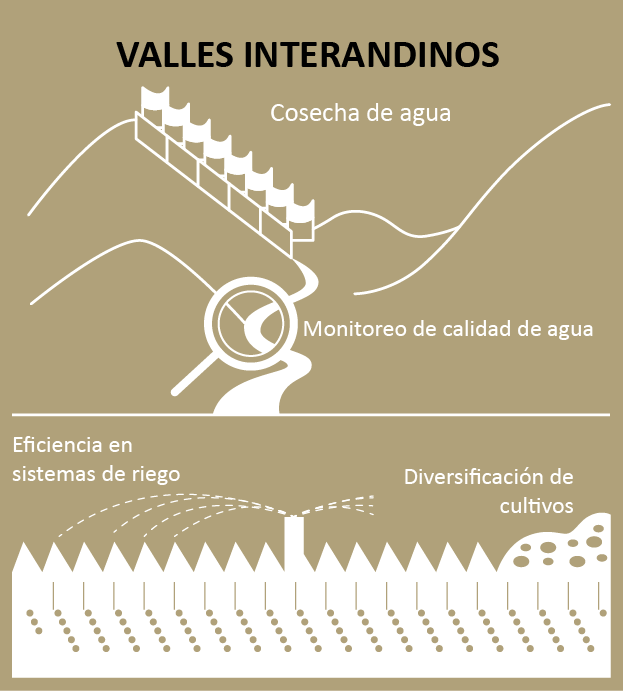 VALLES INTERANDINOS
Cosecha de agua
Monitoreo de calidad de agua
Eficiencia en
sistemas de riego
Diversificación de
cultivos